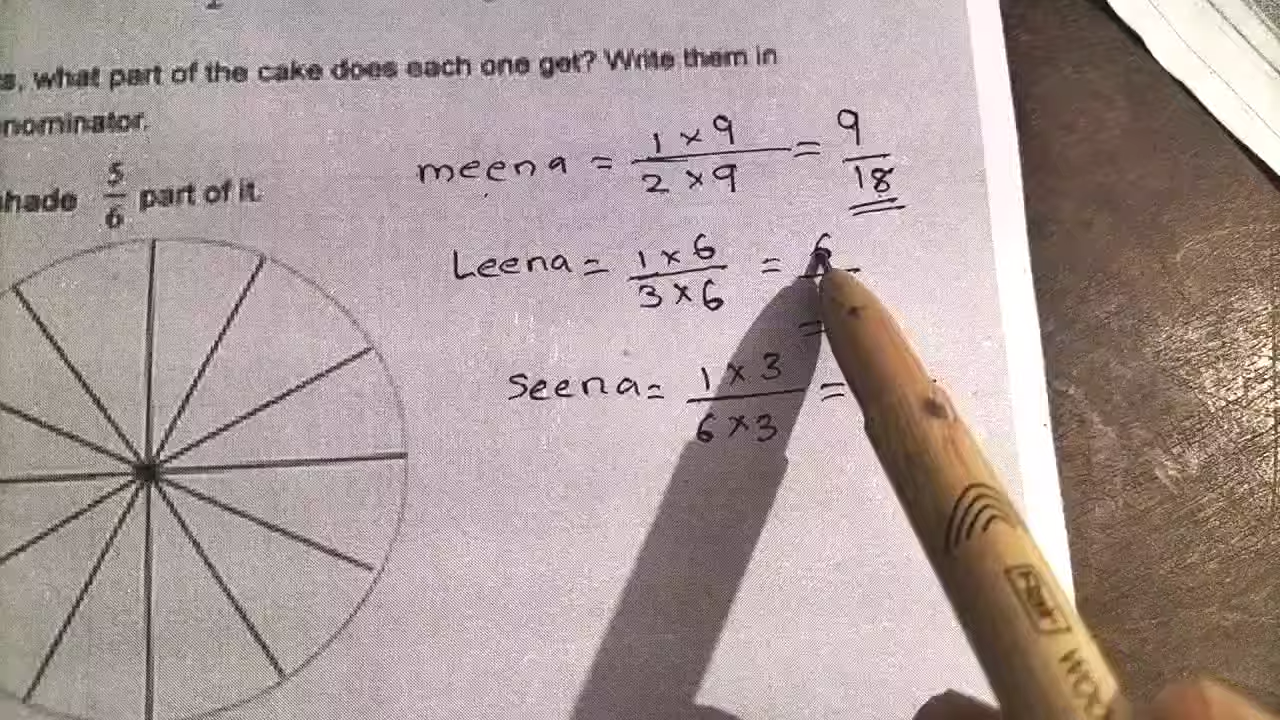 what part of the cake does each one get? Write them in
nominator.
hade 5/6 part of it.
meena = 1 × 9 / 2 × 9 = 9 / 18
Leena = 1 × 6 / 3 × 6 = 6
Seena = 1 × 3 / 6 × 3 =